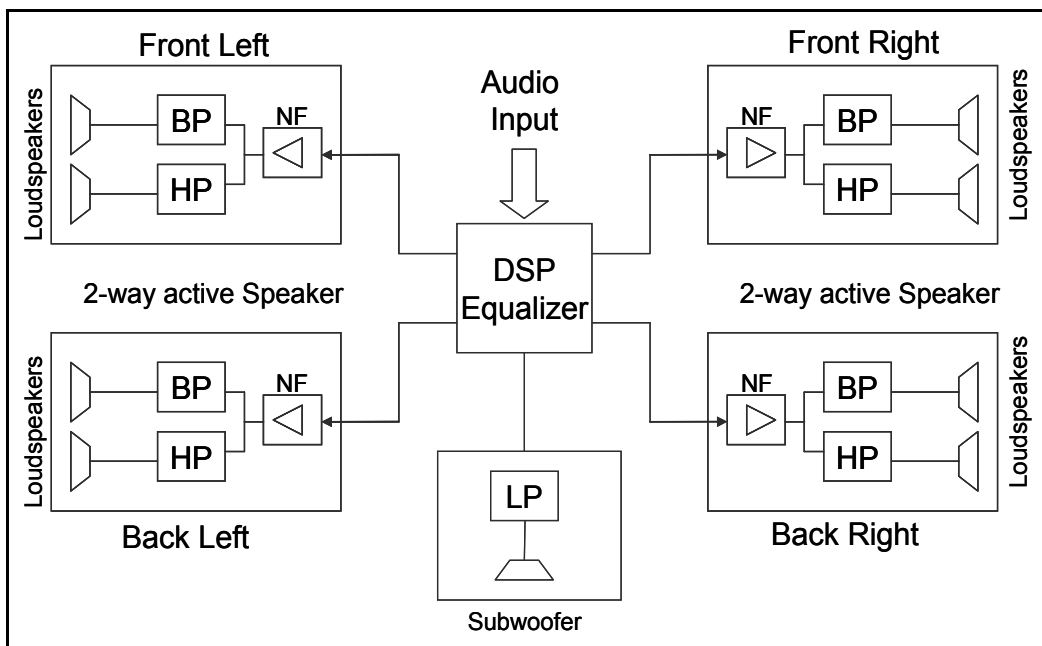 Front Left
Loudspeakers
BP
HP
NF
Audio
Input
Front Right
NF
BP
HP
Loudspeakers
2-way active Speaker
DSP
Equalizer
2-way active Speaker
Loudspeakers
BP
HP
NF
Back Left
NF
BP
HP
Loudspeakers
Back Right
LP
Subwoofer